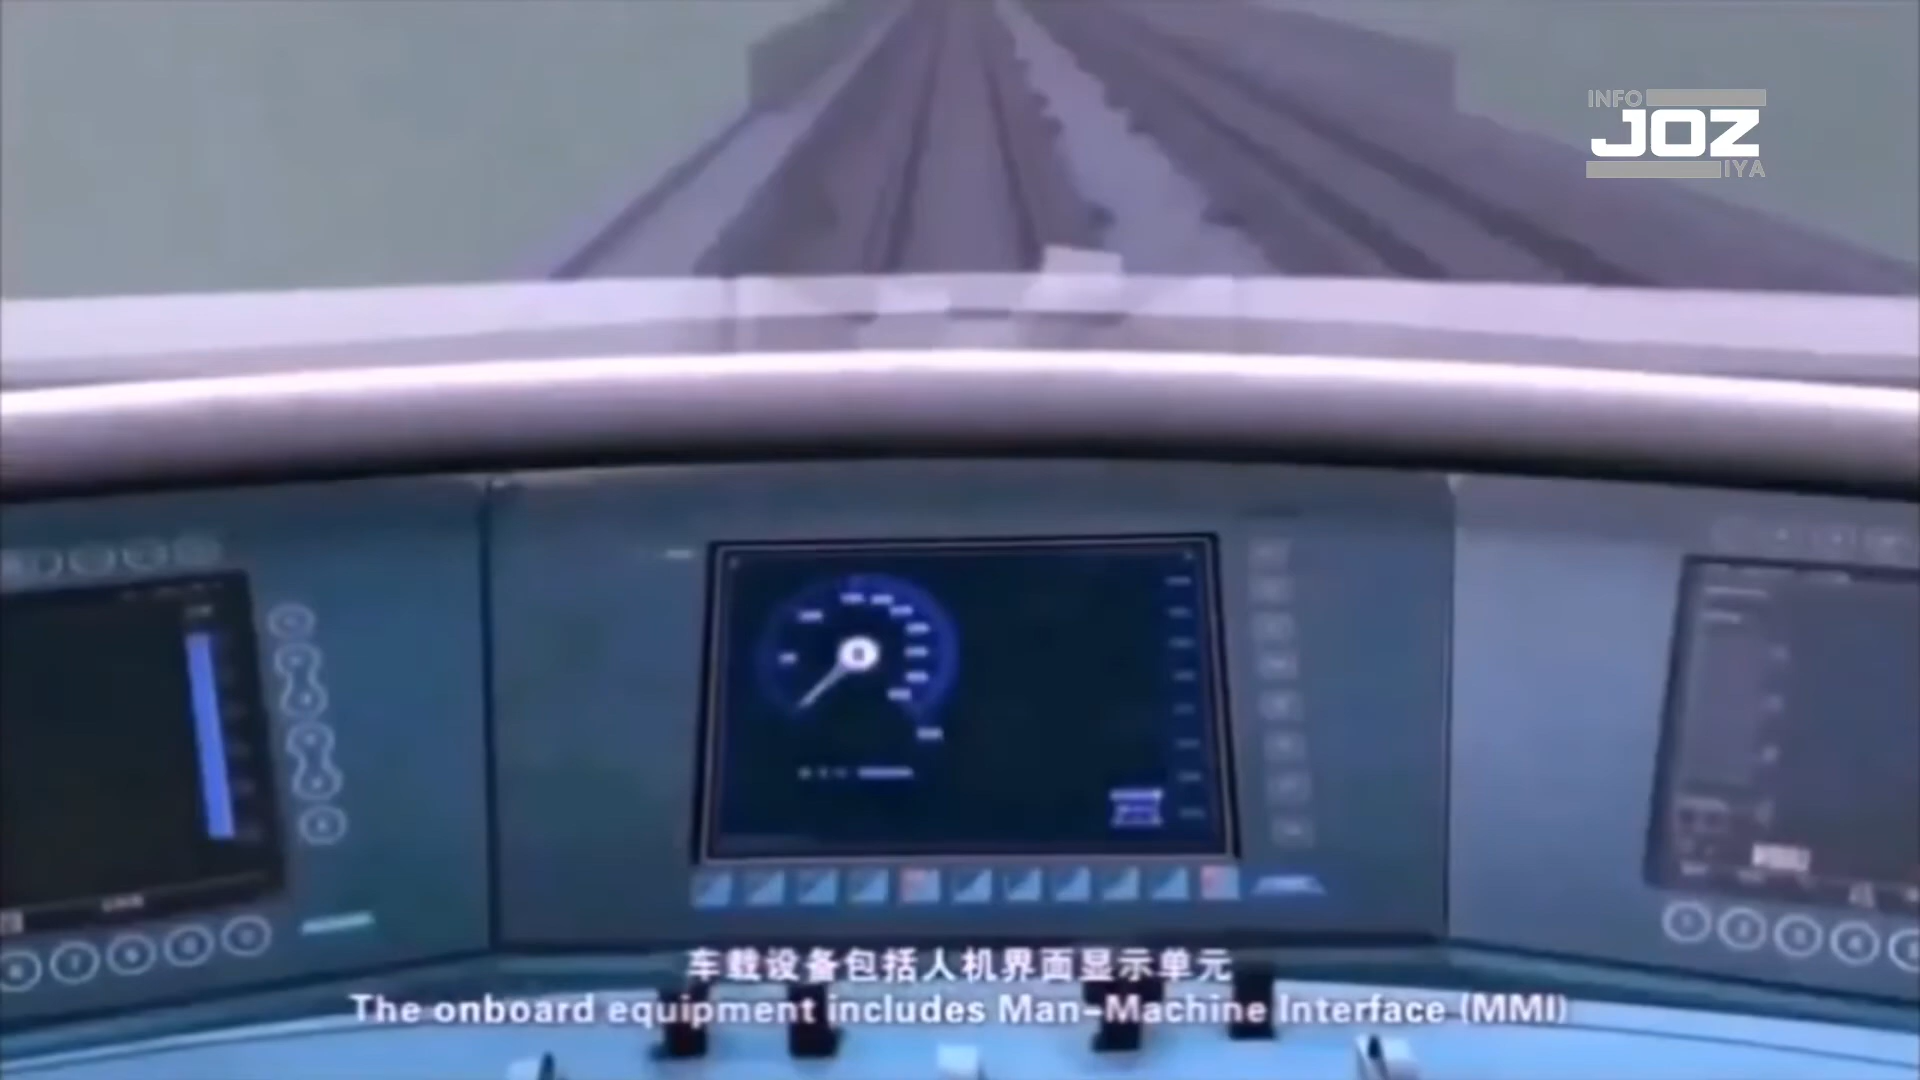 INFO
JOZ
IYA
车载设备包括人机界面显示单元
The onboard equipment includes Man-Machine Interface (MMI)